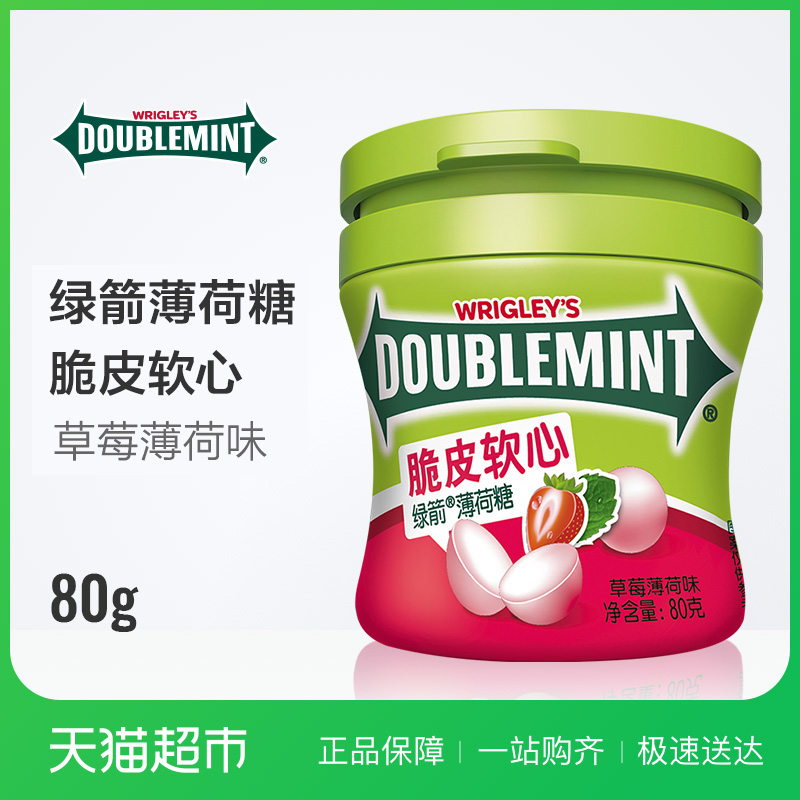 WRIGLEY'S
DOUBLEMINT®
绿箭薄荷糖
脆皮软心
草莓薄荷味
80g
WRIGLEY'S
DOUBLEMINT®
脆皮软心
绿箭®薄荷糖
草莓薄荷味
净含量:80克
天猫超市
正品保障 | 一站购齐 | 极速送达